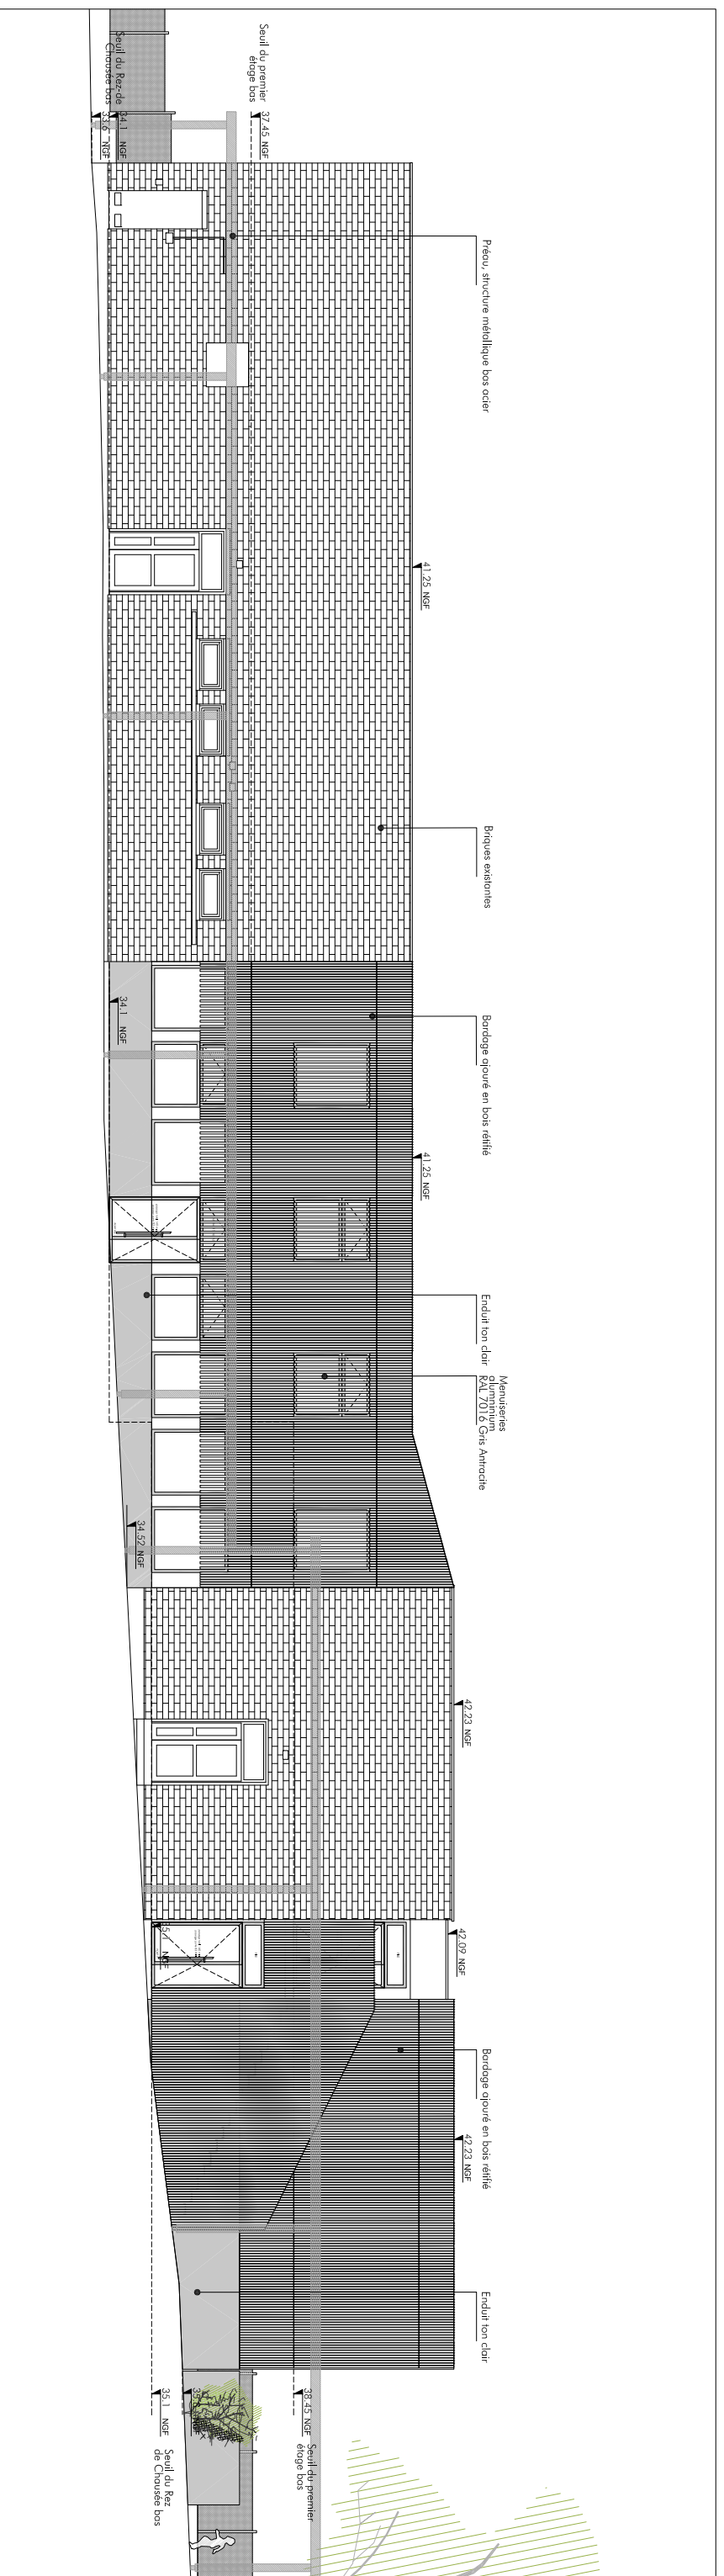 Seuil du premier
étage bas
37.45 NGF
Seuil du Rez-de
Chausée bas
34.1 NGF
33.6 NGF
Préau, structure métallique bas acier
41.25 NGF
Briques existantes
Bardage ajouré en bois rétifié
34.1 NGF
41.25 NGF
Enduit ton clair
Menuiseries
alumninium
RAL 7016 Gris Antracite
34.52 NGF
42.23 NGF
42.09 NGF
Bardage ajouré en bois rétifié
42.23 NGF
Enduit ton clair
38.45 NGF
Seuil du premier
étage bas
35.1 NGF
Seuil du Rez
de Chausée bas